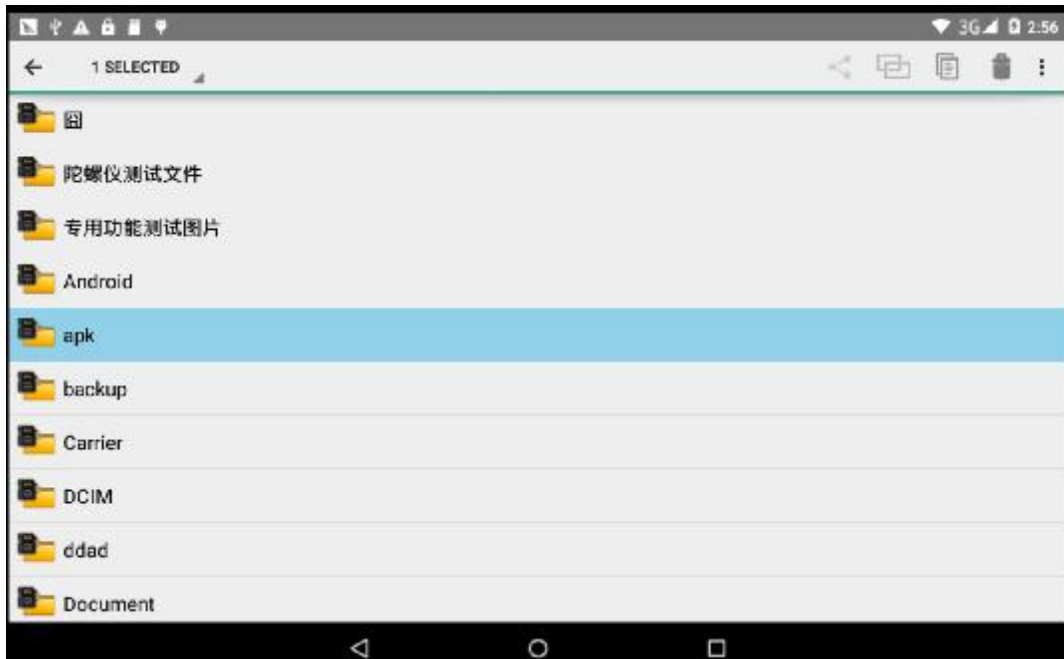 3G 2:56
1 SELECTED
囧
陀螺仪测试文件
专用功能测试图片
Android
apk
backup
Carrier
DCIM
ddad
Document